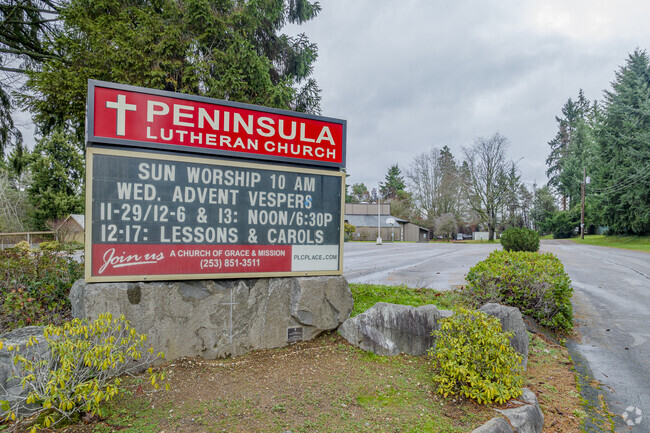 PENINSULA
LUTHERAN CHURCH
SUN WORSHIP 10 AM
WED. ADVENT VESPERS
11-29/12-6 & 13: NOON/6:30P
12-17: LESSONS & CAROLS
Join us A CHURCH OF GRACE & MISSION PLCPLACE.COM
(253) 851-3511